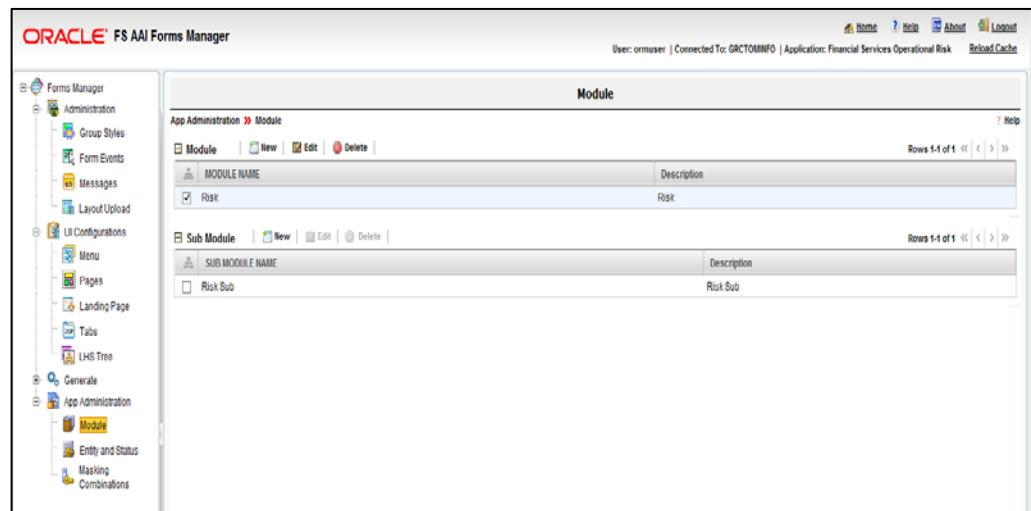 ORACLE® FS AAI Forms Manager
Home ? Help About Logout
User: ormuser | Connected To: GRCTOMINFO | Application: Financial Services Operational Risk Reload Cache
Forms Manager
Administration
Group Styles
Form Events
Messages
Layout Upload
UI Configurations
Menu
Pages
Landing Page
Tabs
LHS Tree
Generate
App Administration
Module
Entity and Status
Masking
Combinations
Module
App Administration » Module ? Help
Module | New | Edit | Delete | Rows 1-1 of 1
MODULE NAME Description
Risk Risk
Sub Module | New | Edit | Delete | Rows 1-1 of 1
SUB MODULE NAME Description
Risk Sub Risk Sub